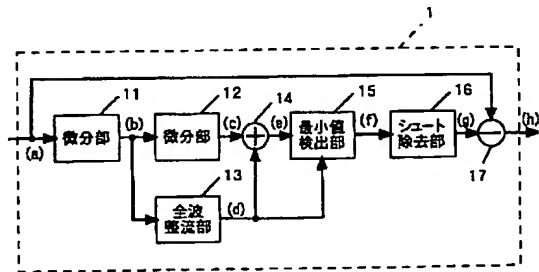 1
11
12
14
15
16
微分部
(b)
微分部
(c)
(e)
最小値
検出部
(f)
シュート
除去部
(g)
(h)
(a)
17
13
全波
整流部
(d)